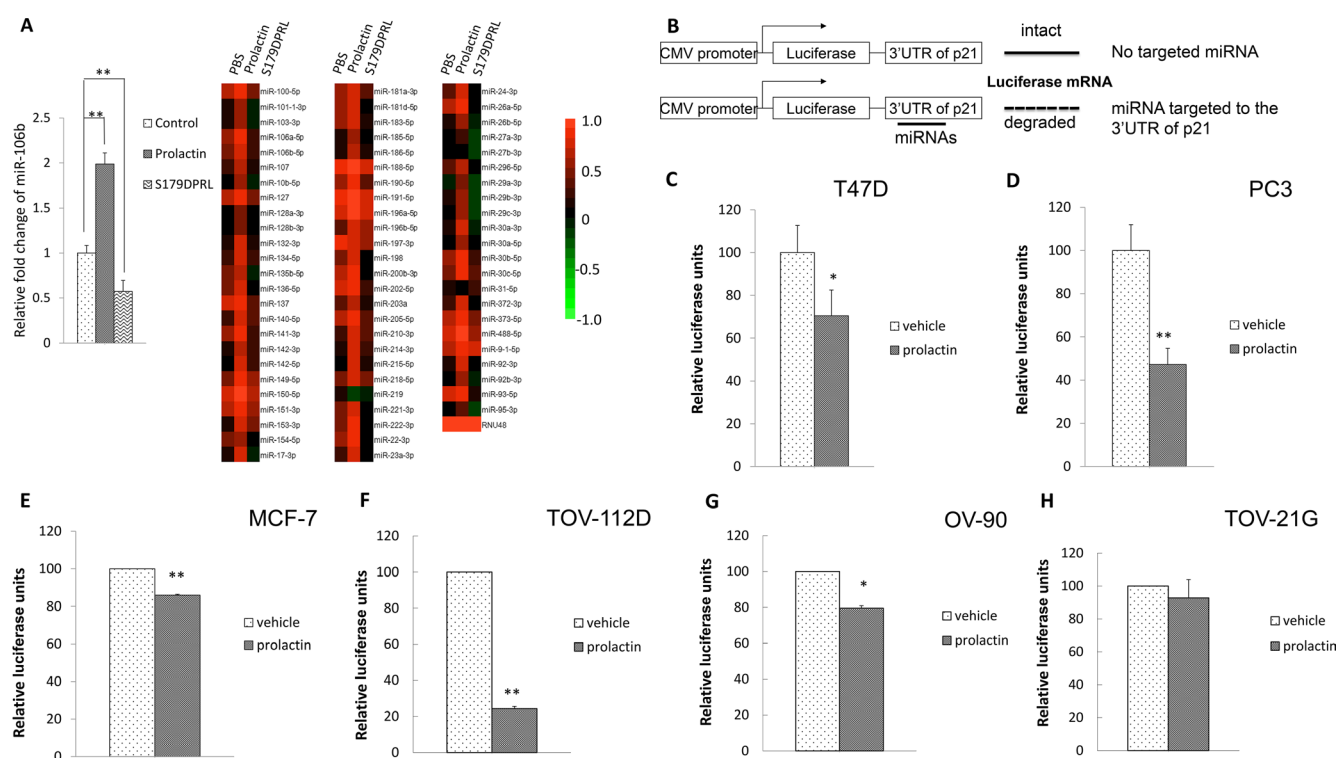 A
Relative fold change of miR-106b
2.5
2
1.5
1
0.5
0
**
**
Control
Prolactin
S179DPRL
PBS
Prolactin
S179DPRL
miR-100-5p
miR-101-1-3p
miR-103-3p
miR-106a-5p
miR-106b-5p
miR-107
miR-10b-5p
miR-127
miR-128a-3p
miR-128b-3p
miR-132-3p
miR-134-5p
miR-135b-5p
miR-136-5p
miR-137
miR-140-5p
miR-141-3p
miR-142-3p
miR-142-5p
miR-149-5p
miR-150-5p
miR-151-3p
miR-153-3p
miR-154-5p
miR-17-3p
PBS
Prolactin
S179DPRL
miR-181a-3p
miR-181d-5p
miR-183-5p
miR-185-5p
miR-186-5p
miR-188-5p
miR-190-5p
miR-191-5p
miR-196a-5p
miR-196b-5p
miR-197-3p
miR-198
miR-200b-3p
miR-202-5p
miR-203a
miR-205-5p
miR-210-3p
miR-214-3p
miR-215-5p
miR-218-5p
miR-219
miR-221-3p
miR-222-3p
miR-22-3p
miR-23a-3p
PBS
Prolactin
S179DPRL
miR-24-3p
miR-26a-5p
miR-26b-5p
miR-27a-3p
miR-27b-3p
miR-296-5p
miR-29a-3p
miR-29b-3p
miR-29c-3p
miR-30a-3p
miR-30a-5p
miR-30b-5p
miR-30c-5p
miR-31-5p
miR-372-3p
miR-373-5p
miR-488-5p
miR-9-1-5p
miR-92-3p
miR-92b-3p
miR-93-5p
miR-95-3p
RNU48
1.0
0.5
0
-0.5
-1.0
B
CMV promoter
Luciferase
3'UTR of p21
intact
No targeted miRNA
Luciferase mRNA
CMV promoter
Luciferase
3'UTR of p21
miRNAs
degraded
miRNA targeted to the
3'UTR of p21
C
T47D
Relative luciferase units
120
100
80
60
40
20
0
*
vehicle
prolactin
D
PC3
Relative luciferase units
120
100
80
60
40
20
0
**
vehicle
prolactin
E
MCF-7
Relative luciferase units
120
100
80
60
40
20
0
**
vehicle
prolactin
F
TOV-112D
Relative luciferase units
120
100
80
60
40
20
0
**
vehicle
prolactin
G
OV-90
Relative luciferase units
120
100
80
60
40
20
0
*
vehicle
prolactin
H
TOV-21G
Relative luciferase units
120
100
80
60
40
20
0
vehicle
prolactin